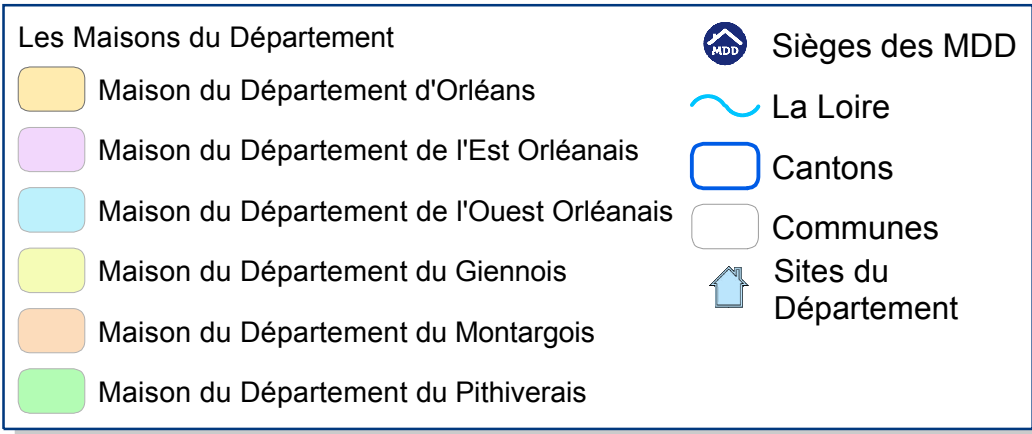 Les Maisons du Département
Maison du Département d'Orléans
Maison du Département de l'Est Orléanais
Maison du Département de l'Ouest Orléanais
Maison du Département du Giennois
Maison du Département du Montargois
Maison du Département du Pithiverais
MDD
Sièges des MDD
La Loire
Cantons
Communes
Sites du
Département